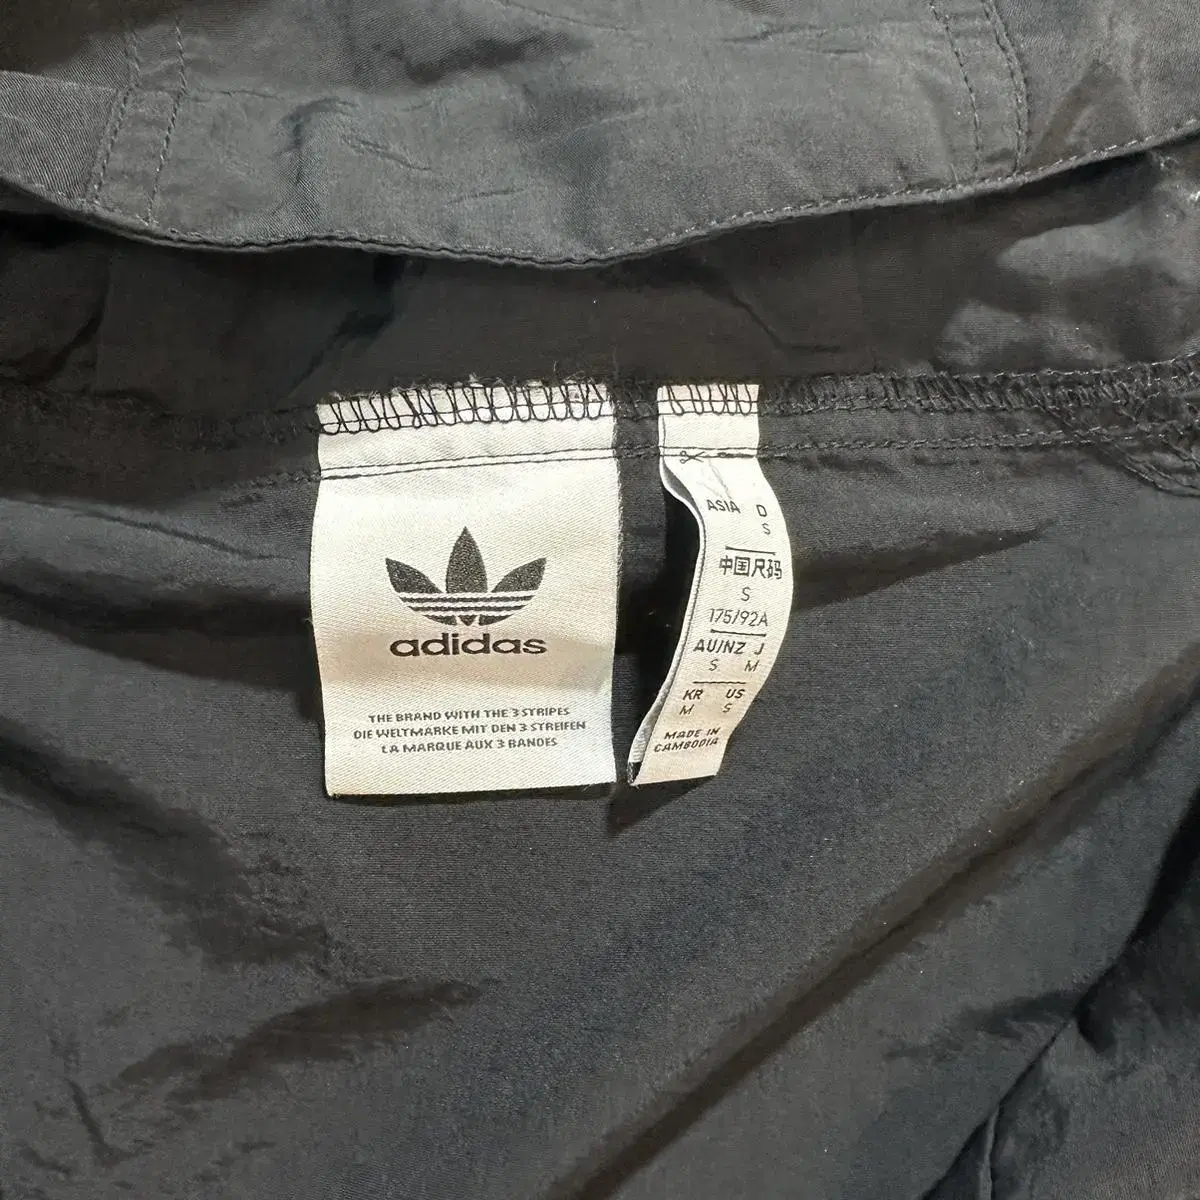 adidas
THE BRAND WITH THE 3 STRIPES
DIE WELTMARKE MIT DEN 3 STREIFEN
LA MARQUE AUX 3 BANDES
ASIA D
S
中国尺码
S
175/92A
AU/NZ J
S M
KR US
M S
MADE IN
CAMBODIA